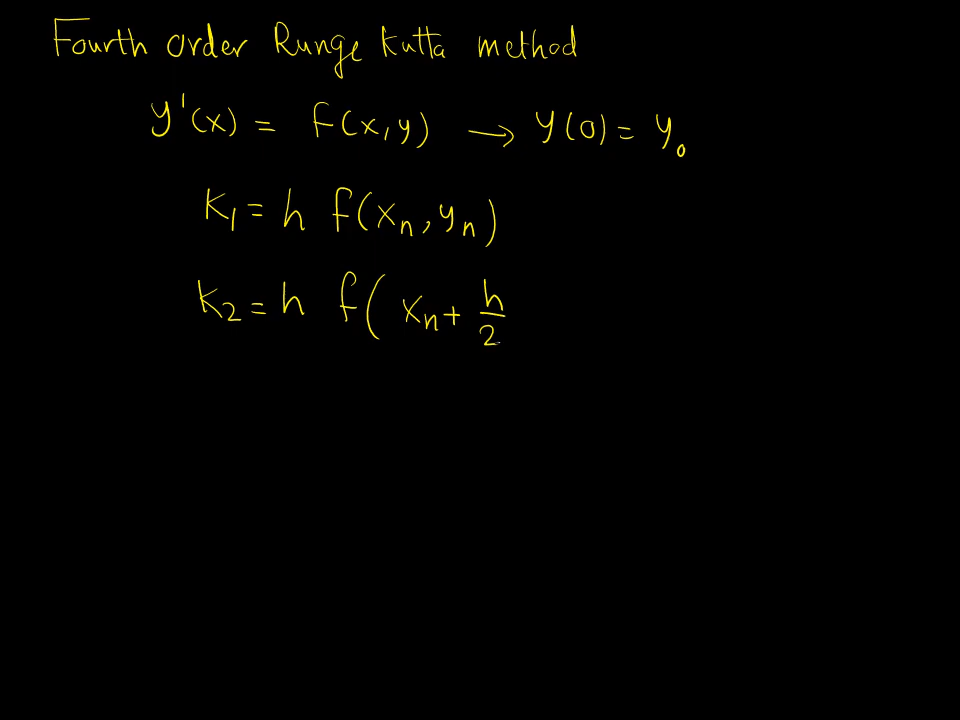 Fourth order Runge Kutta method
y'(x) = f(x,y) → y(0) = y₀
K₁ = h f(xₙ, yₙ)
K₂ = h f( xₙ + h/2